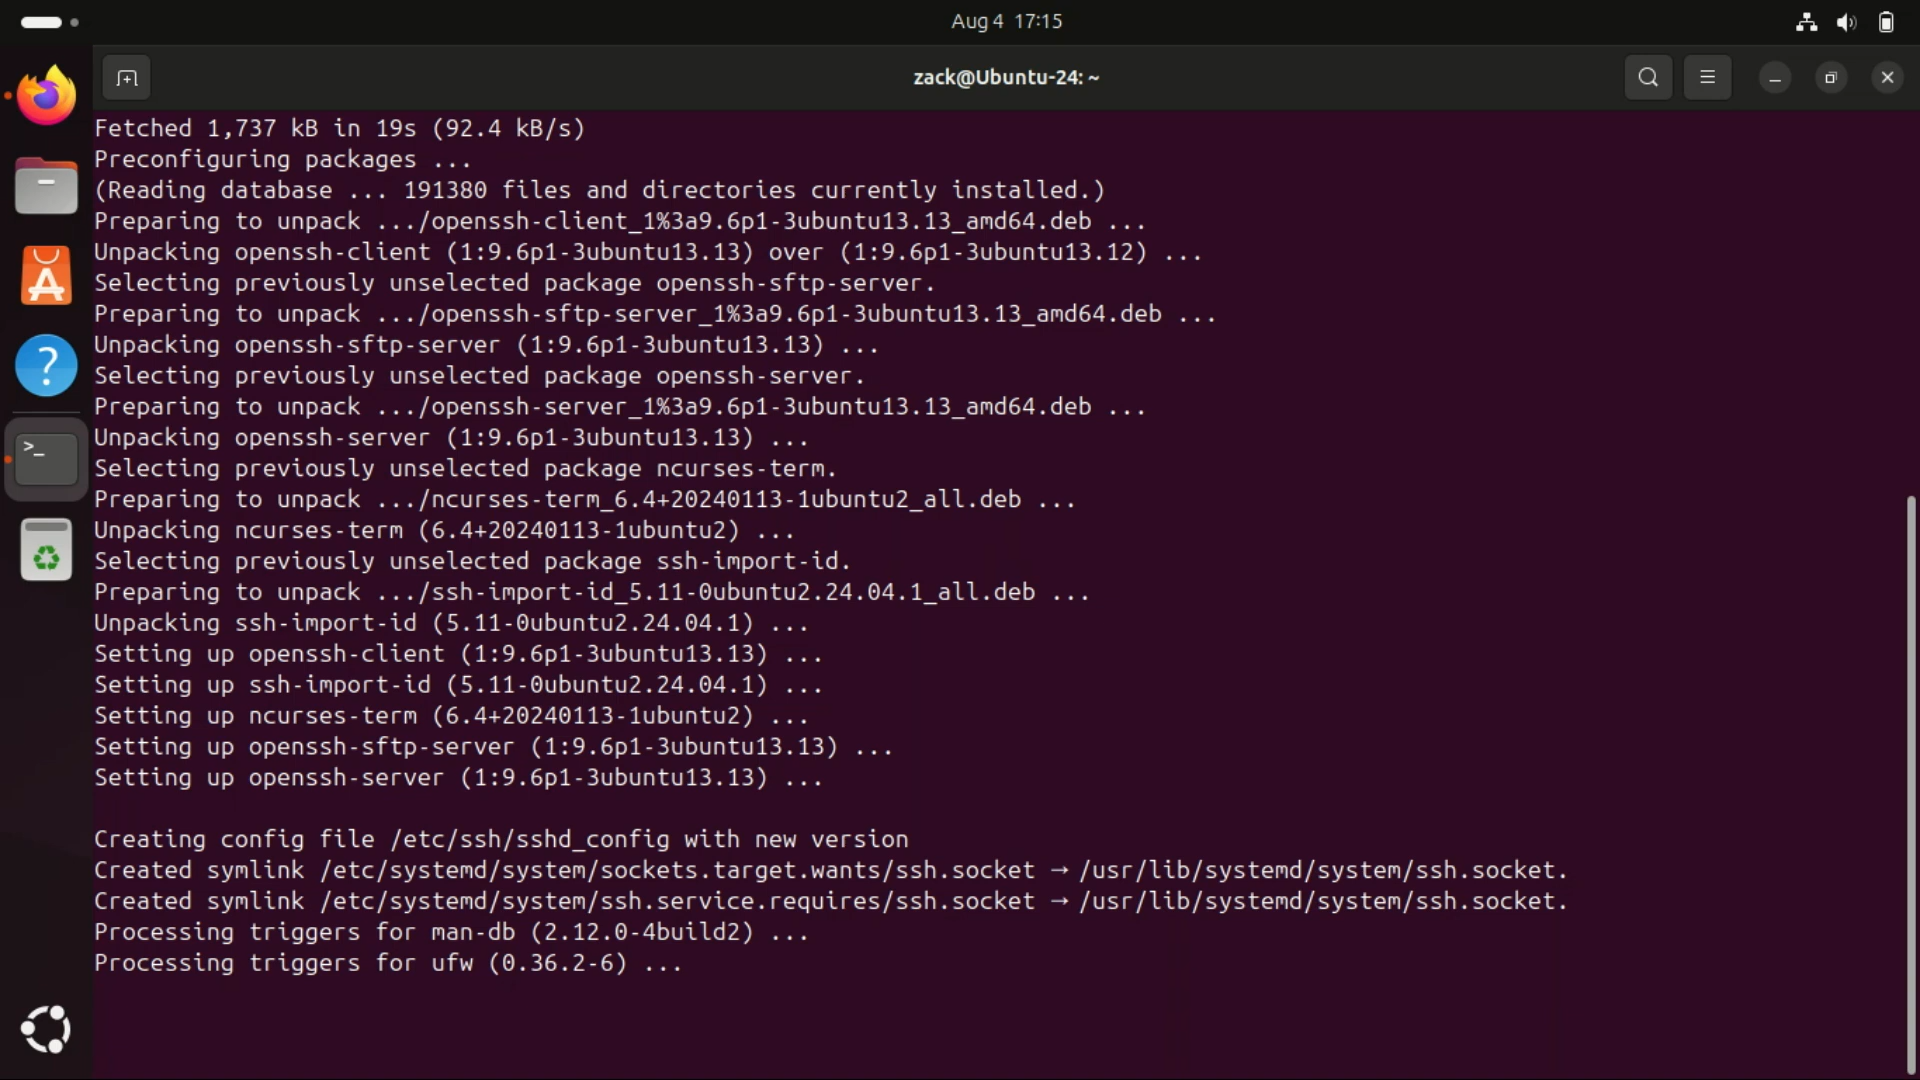 Aug 4 17:15
zack@Ubuntu-24: ~
Fetched 1,737 kB in 19s (92.4 kB/s)
Preconfiguring packages ...
(Reading database ... 191380 files and directories currently installed.)
Preparing to unpack .../openssh-client_1%3a9.6p1-3ubuntu13.13_amd64.deb ...
Unpacking openssh-client (1:9.6p1-3ubuntu13.13) over (1:9.6p1-3ubuntu13.12) ...
Selecting previously unselected package openssh-sftp-server.
Preparing to unpack .../openssh-sftp-server_1%3a9.6p1-3ubuntu13.13_amd64.deb ...
Unpacking openssh-sftp-server (1:9.6p1-3ubuntu13.13) ...
Selecting previously unselected package openssh-server.
Preparing to unpack .../openssh-server_1%3a9.6p1-3ubuntu13.13_amd64.deb ...
Unpacking openssh-server (1:9.6p1-3ubuntu13.13) ...
Selecting previously unselected package ncurses-term.
Preparing to unpack .../ncurses-term_6.4+20240113-1ubuntu2_all.deb ...
Unpacking ncurses-term (6.4+20240113-1ubuntu2) ...
Selecting previously unselected package ssh-import-id.
Preparing to unpack .../ssh-import-id_5.11-0ubuntu2.24.04.1_all.deb ...
Unpacking ssh-import-id (5.11-0ubuntu2.24.04.1) ...
Setting up openssh-client (1:9.6p1-3ubuntu13.13) ...
Setting up ssh-import-id (5.11-0ubuntu2.24.04.1) ...
Setting up ncurses-term (6.4+20240113-1ubuntu2) ...
Setting up openssh-sftp-server (1:9.6p1-3ubuntu13.13) ...
Setting up openssh-server (1:9.6p1-3ubuntu13.13) ...
Creating config file /etc/ssh/sshd_config with new version
Created symlink /etc/systemd/system/sockets.target.wants/ssh.socket → /usr/lib/systemd/system/ssh.socket.
Created symlink /etc/systemd/system/ssh.service.requires/ssh.socket → /usr/lib/systemd/system/ssh.socket.
Processing triggers for man-db (2.12.0-4build2) ...
Processing triggers for ufw (0.36.2-6) ...